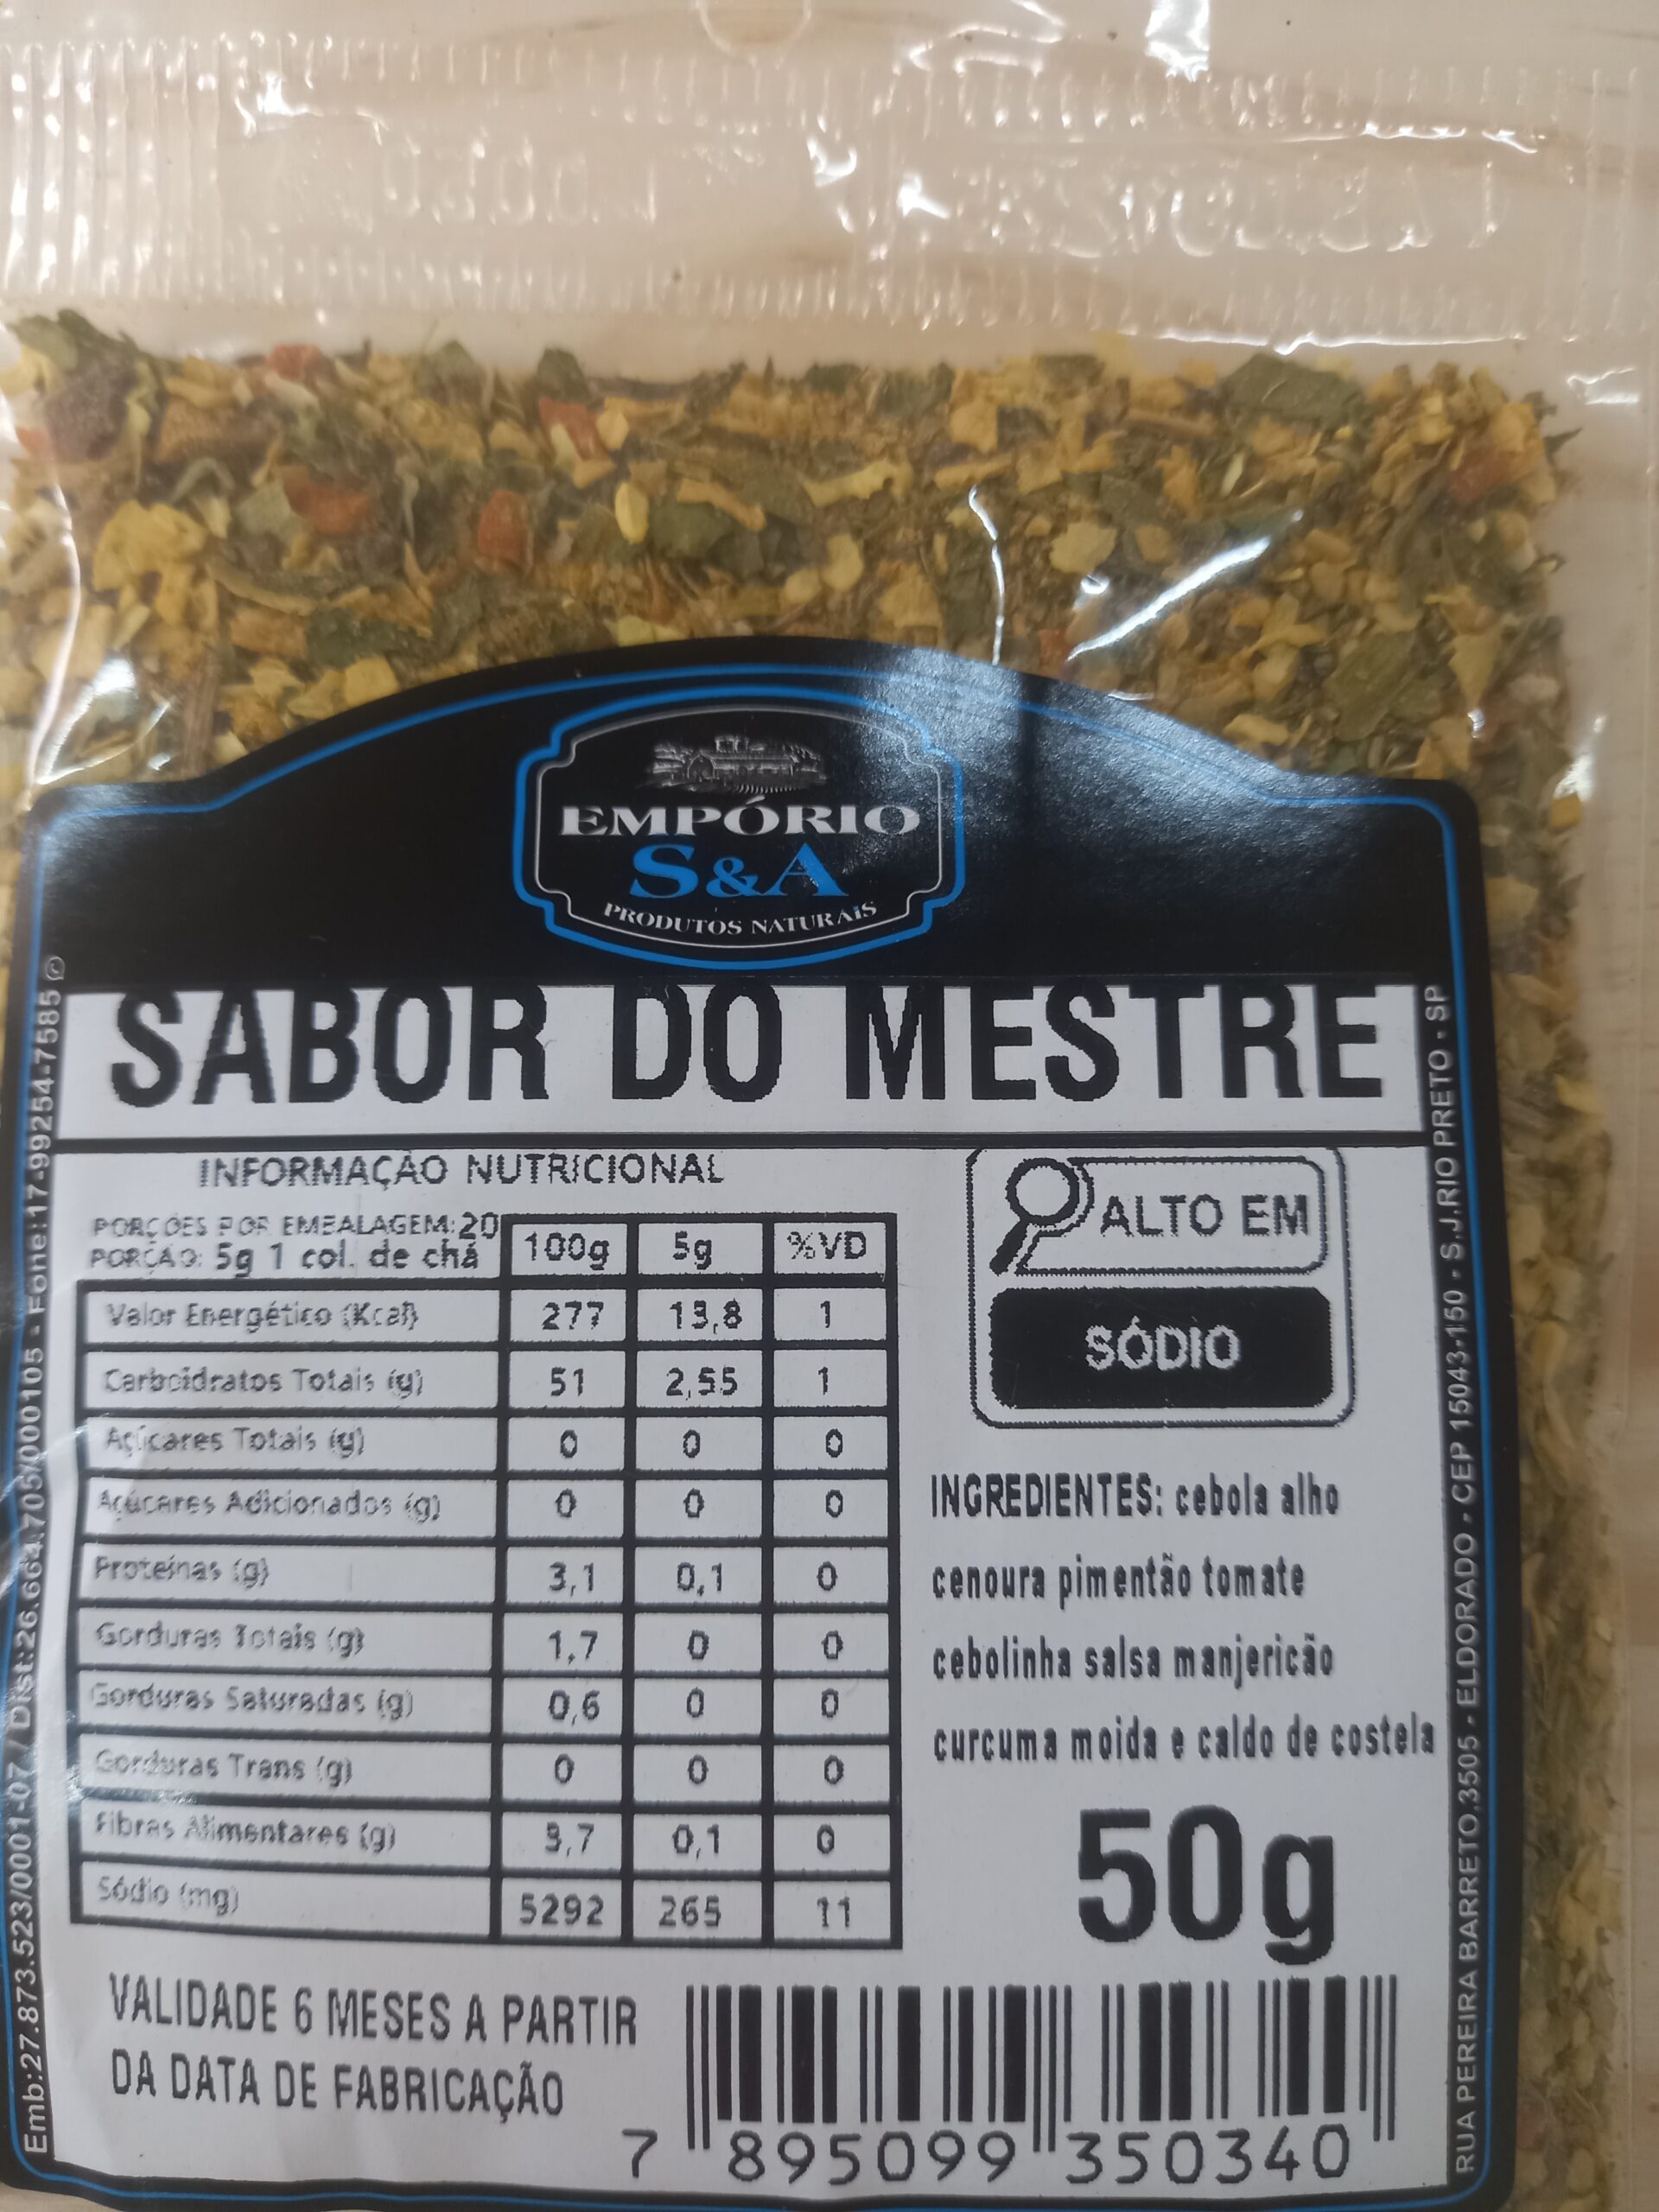 EMPÓRIO
S&A
PRODUTOS NATURAIS
SABOR DO MESTRE
INFORMAÇÃO NUTRICIONAL
PORÇÕES POR EMBALAGEM:20
PORÇÃO: 5g 1 col. de chá
100g 5g %VD
Valor Energético (Kcal) 277 13,8 1
Carboidratos Totais (g) 51 2,55 1
Açúcares Totais (g) 0 0 0
Açúcares Adicionados (g) 0 0 0
Proteínas (g) 3,1 0,1 0
Gorduras Totais (g) 1,7 0 0
Gorduras Saturadas (g) 0,6 0 0
Gorduras Trans (g) 0 0 0
Fibras Alimentares (g) 3,7 0,1 0
Sódio (mg) 5292 265 11
ALTO EM
SÓDIO
INGREDIENTES: cebola alho
cenoura pimentão tomate
cebolinha salsa manjericão
curcuma moida e caldo de costela
50g
VALIDADE 6 MESES A PARTIR
DA DATA DE FABRICAÇÃO
7 895099 350340
Emb:27.873.523/0001-07 / Dist:26.664.705/000105 - Fone:17-99254-7585
RUA PEREIRA BARRETO.3505 - ELDORADO - CEP 15043-150 - S.J.RIO PRETO - SP